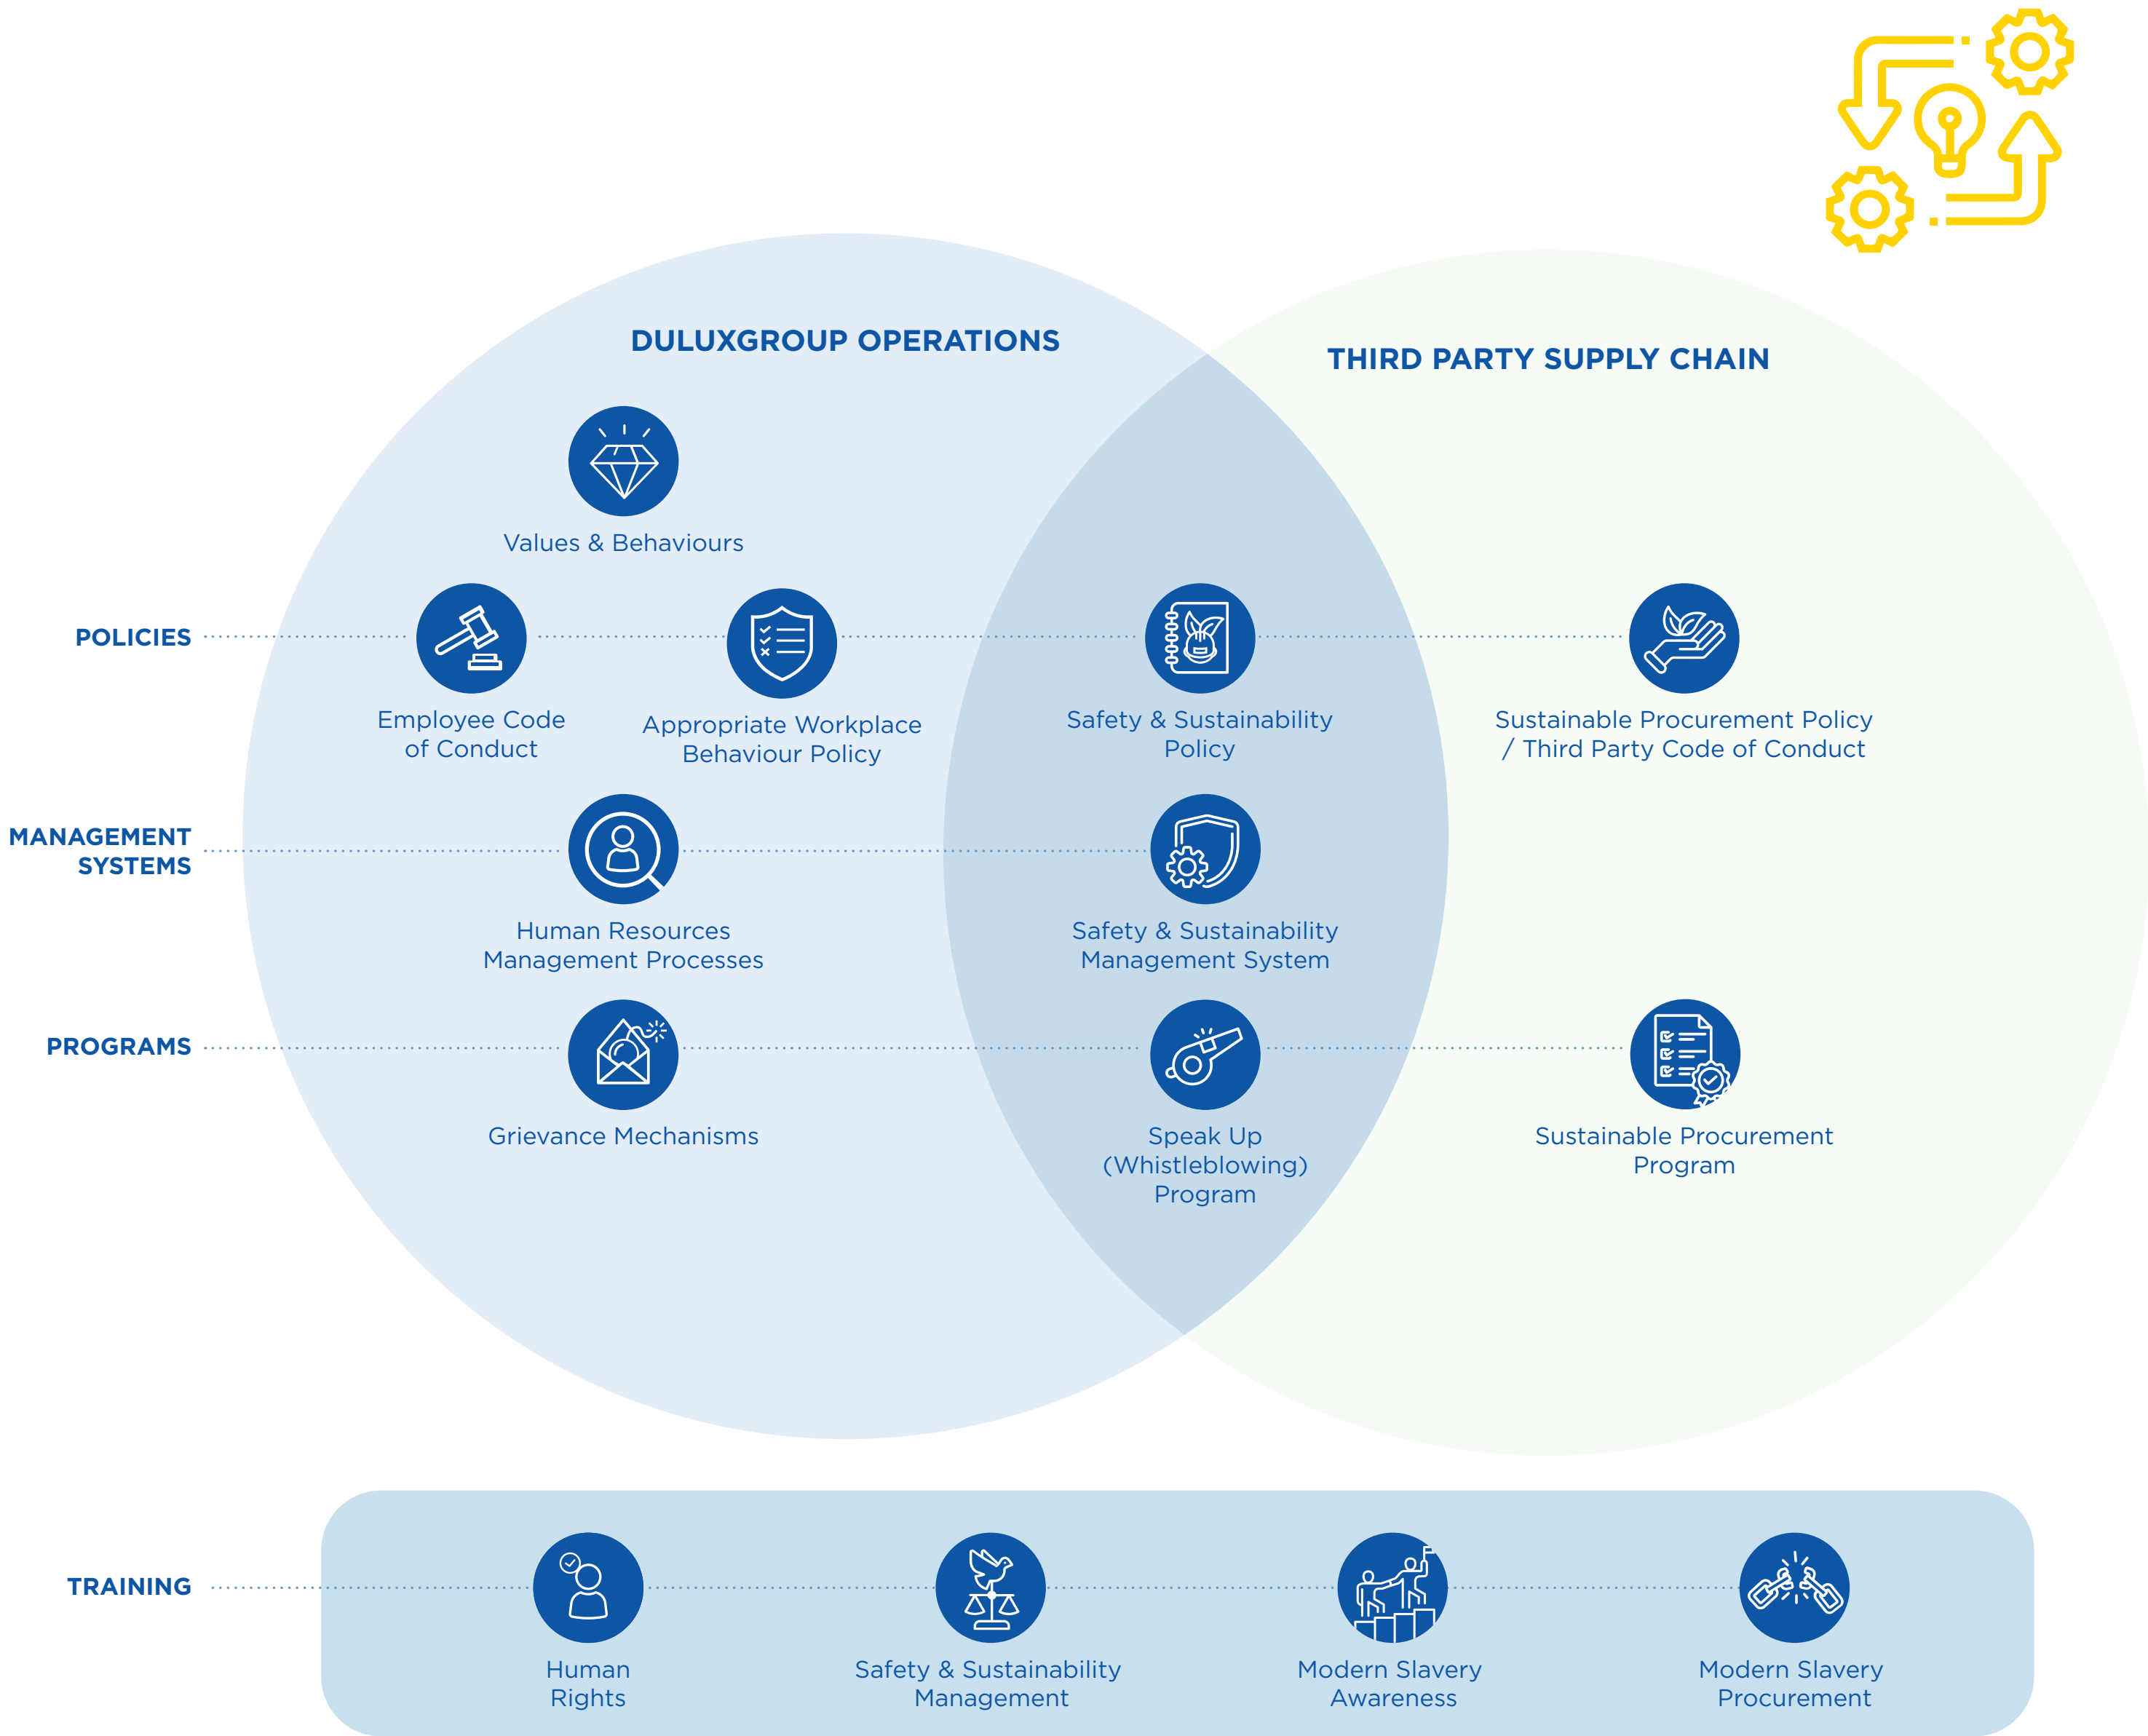 DULUXGROUP OPERATIONS
THIRD PARTY SUPPLY CHAIN
Values & Behaviours
POLICIES
Employee Code
of Conduct
Appropriate Workplace
Behaviour Policy
Safety & Sustainability
Policy
Sustainable Procurement Policy
/ Third Party Code of Conduct
MANAGEMENT
SYSTEMS
Human Resources
Management Processes
Safety & Sustainability
Management System
PROGRAMS
Grievance Mechanisms
Speak Up
(Whistleblowing)
Program
Sustainable Procurement
Program
TRAINING
Human
Rights
Safety & Sustainability
Management
Modern Slavery
Awareness
Modern Slavery
Procurement